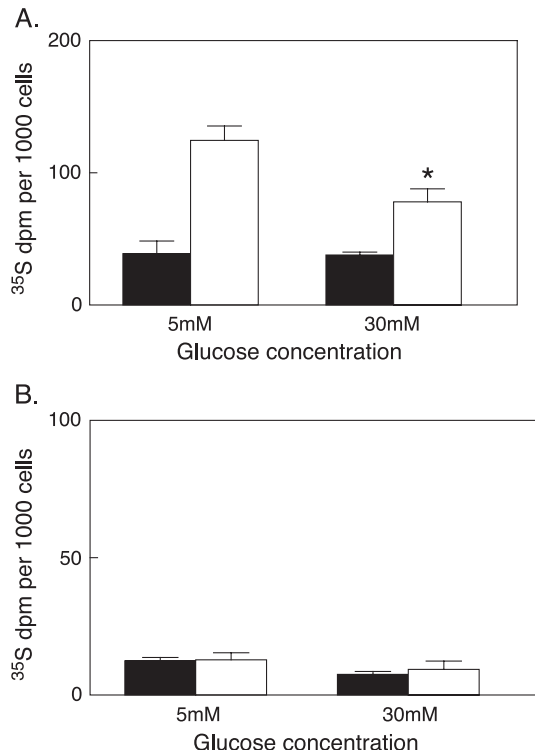 A.
200
100
0
³⁵S dpm per 1000 cells
*
5mM 30mM
Glucose concentration
B.
100
50
0
³⁵S dpm per 1000 cells
5mM 30mM
Glucose concentration